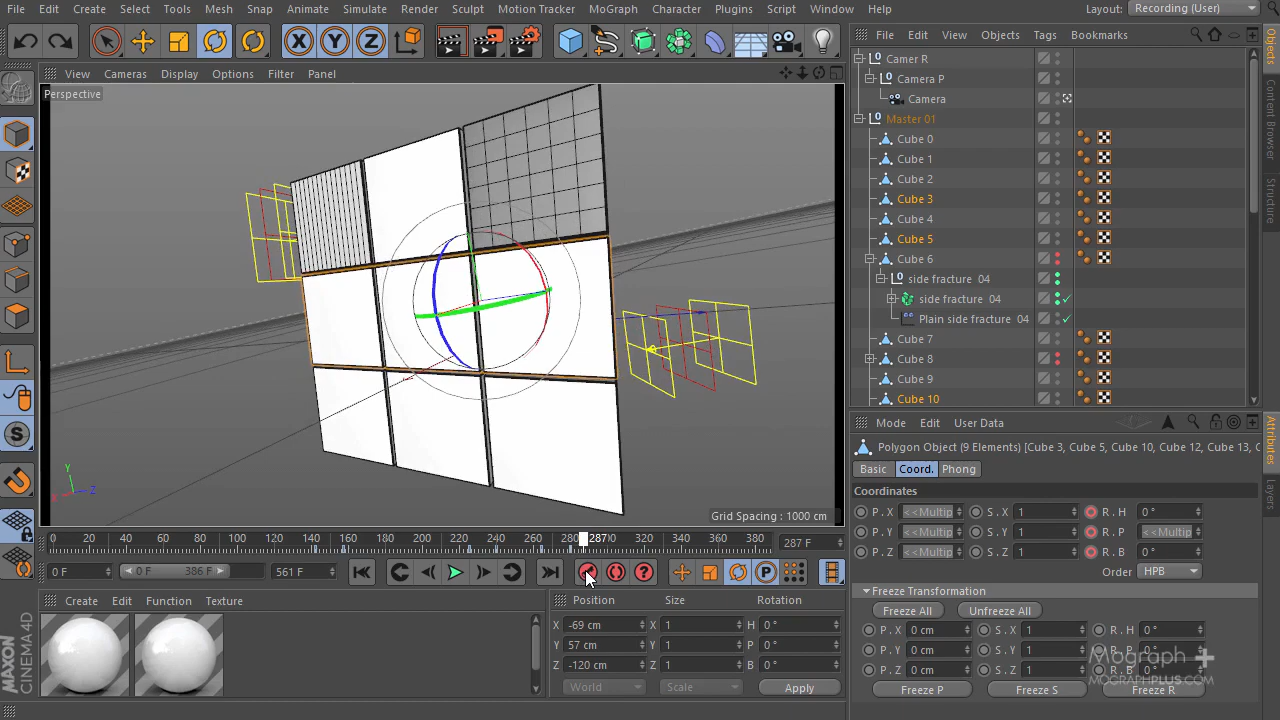 File Edit Create Select Tools Mesh Snap Animate Simulate Render Sculpt Motion Tracker MoGraph Character Plugins Script Window Help Layout: Recording (User)
X Y Z
View Cameras Display Options Filter Panel
Perspective
Grid Spacing : 1000 cm
Y
Z
X
0 20 40 60 80 100 120 140 160 180 200 220 240 260 280 287 300 320 340 360 380
287 F
0 F 0 F 386 F 561 F
Create Edit Function Texture
Position Size Rotation
X -69 cm X 1 H 0 °
Y 57 cm Y 1 P 0 °
Z -120 cm Z 1 B 0 °
World Scale Apply
MAXON
CINEMA 4D
File Edit View Objects Tags Bookmarks
Camer R
Camera P
Camera
Master 01
Cube 0
Cube 1
Cube 2
Cube 3
Cube 4
Cube 5
Cube 6
side fracture 04
side fracture 04
Plain side fracture 04
Cube 7
Cube 8
Cube 9
Cube 10
Objects
Content Browser
Structure
Mode Edit User Data
Polygon Object (9 Elements) [Cube 3, Cube 5, Cube 10, Cube 12, Cube 13, C
Basic Coord. Phong
Coordinates
P . X <<Multip S . X 1 R . H 0 °
P . Y <<Multip S . Y 1 R . P <<Multip
P . Z <<Multip S . Z 1 R . B 0 °
Order HPB
Freeze Transformation
Freeze All Unfreeze All
P . X 0 cm S . X 1 R . H 0 °
P . Y 0 cm S . Y 1 R . P 0 °
P . Z 0 cm S . Z 1 R . B 0 °
Freeze P Freeze S Freeze R
Attributes
Layers
Mograph +
MOGRAPHPLUS.COM